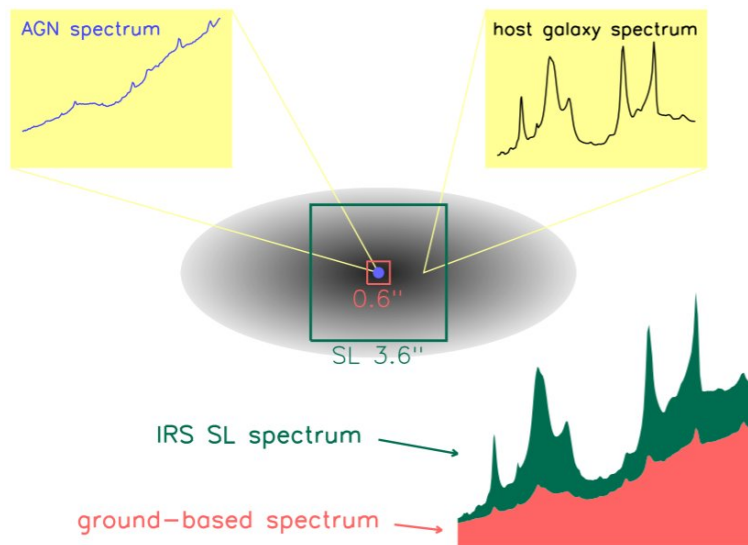 AGN spectrum
host galaxy spectrum
0.6"
SL 3.6"
IRS SL spectrum
ground-based spectrum